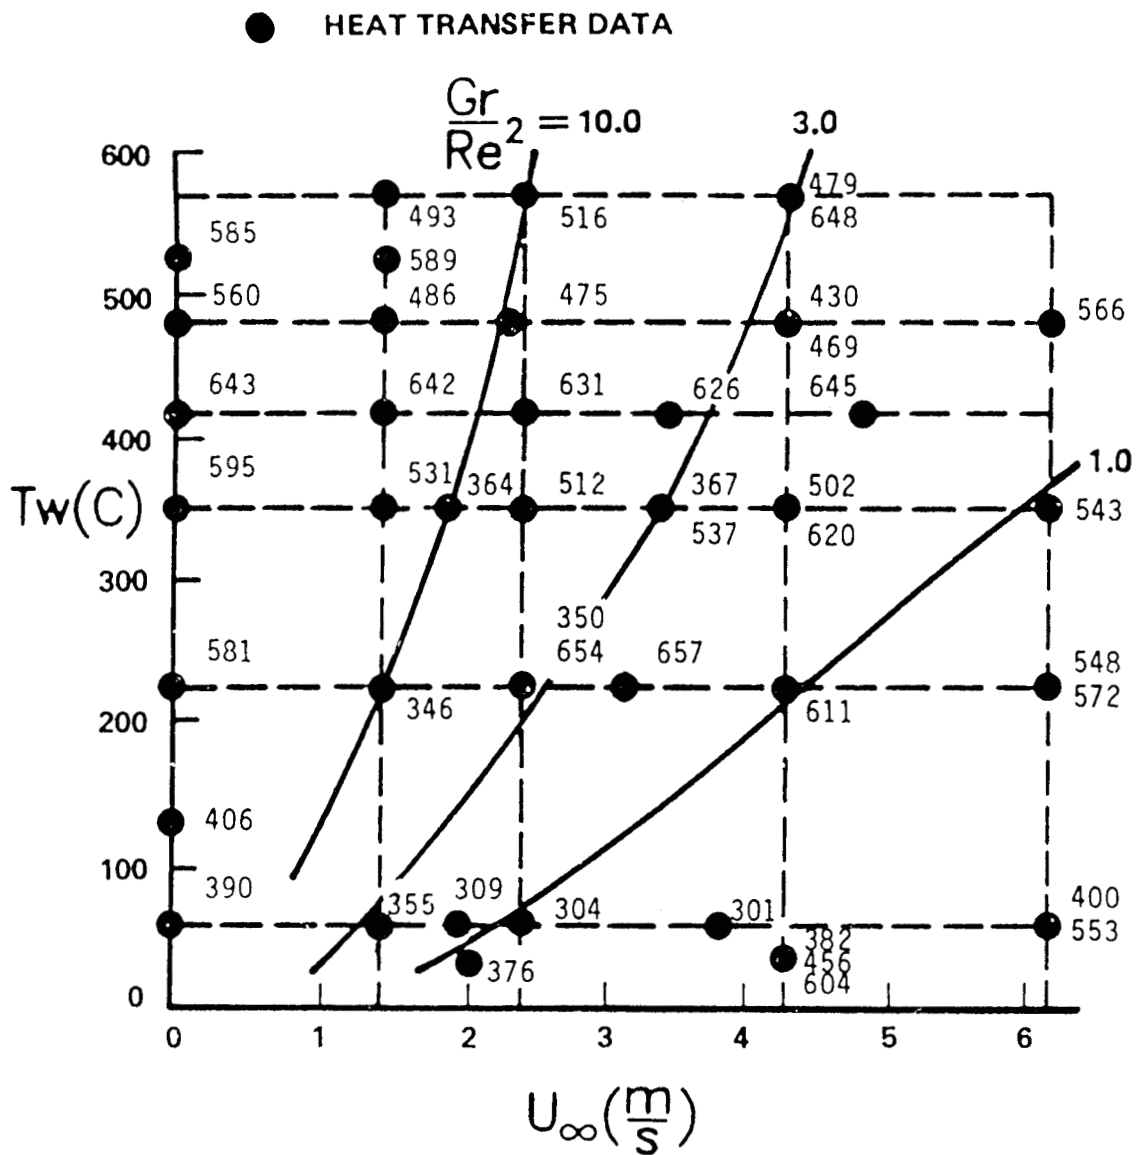 HEAT TRANSFER DATA
Gr/Re² = 10.0 3.0
600
479
493 516 648
585
589
500 560 486 475 430 566
469
643 642 631 626 645
400
595 531 364 512 367 502 1.0
Tw(C)
537 620 543
300
350
581 654 657 548
346 611 572
200
406
100
390 355 309 304 301 400
382 553
376 456
604
0
0 1 2 3 4 5 6
U∞(m/s)